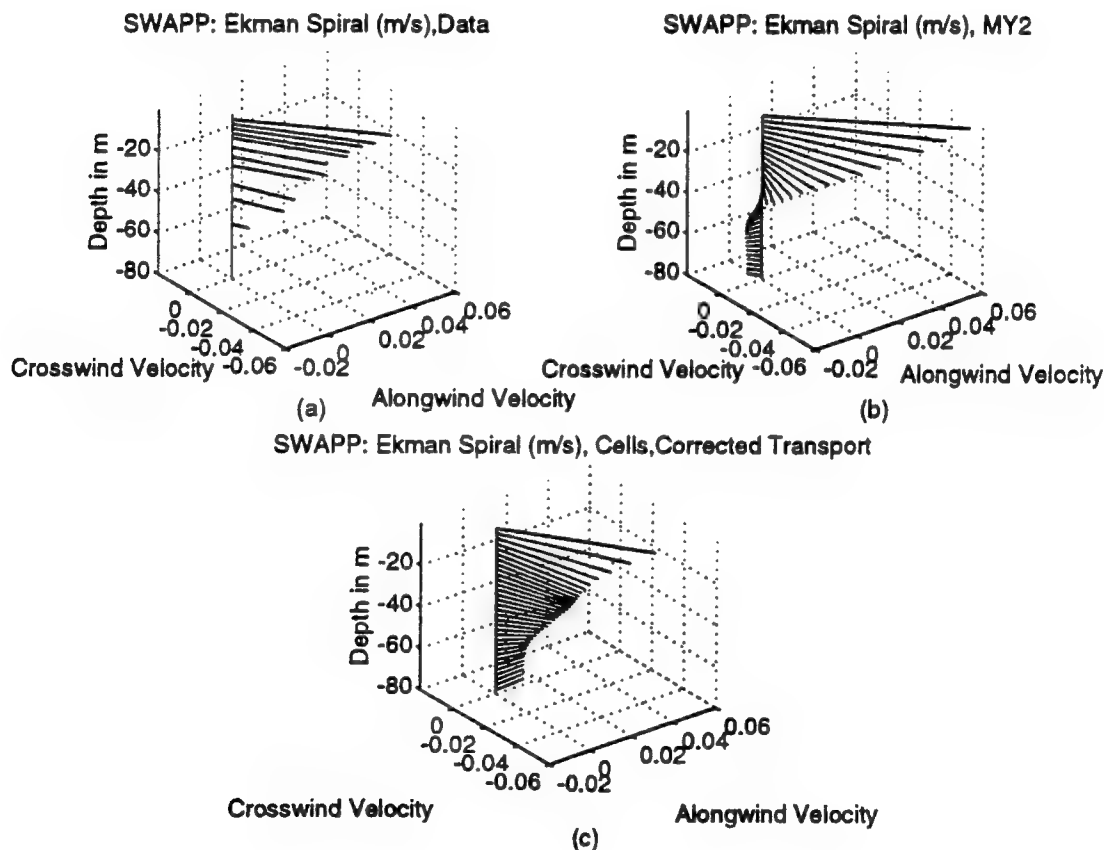 SWAPP: Ekman Spiral (m/s),Data
Depth in m
-20
-40
-60
-80
0
-0.02
-0.04
-0.06
Crosswind Velocity
-0.02
0
0.02
0.04
0.06
Alongwind Velocity
(a)
SWAPP: Ekman Spiral (m/s), MY2
Depth in m
-20
-40
-60
-80
0
-0.02
-0.04
-0.06
Crosswind Velocity
-0.02
0
0.02
0.04
0.06
Alongwind Velocity
(b)
SWAPP: Ekman Spiral (m/s), Cells,Corrected Transport
Depth in m
-20
-40
-60
-80
0
-0.02
-0.04
-0.06
Crosswind Velocity
-0.02
0
0.02
0.04
0.06
Alongwind Velocity
(c)